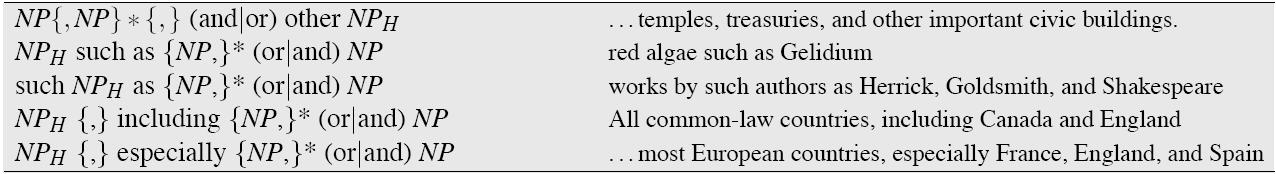 NP{, NP} * {,} (and|or) other NP_H    ...temples, treasuries, and other important civic buildings.
NP_H such as {NP,}* (or|and) NP    red algae such as Gelidium
such NP_H as {NP,}* (or|and) NP    works by such authors as Herrick, Goldsmith, and Shakespeare
NP_H {,} including {NP,}* (or|and) NP    All common-law countries, including Canada and England
NP_H {,} especially {NP,}* (or|and) NP    ...most European countries, especially France, England, and Spain